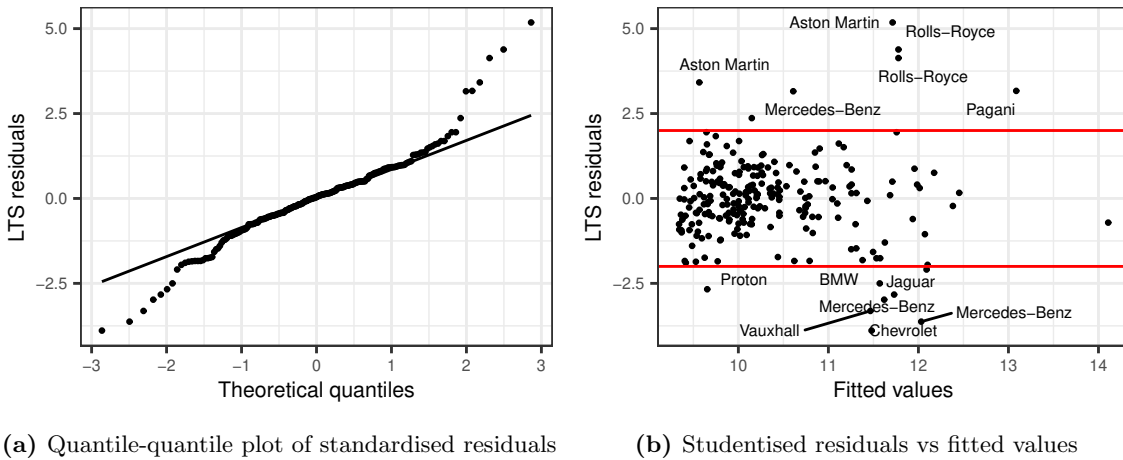 5.0
2.5
0.0
−2.5
LTS residuals
−3
−2
−1
0
1
2
3
Theoretical quantiles
(a) Quantile-quantile plot of standardised residuals
5.0
2.5
0.0
−2.5
LTS residuals
Aston Martin
Rolls−Royce
Rolls−Royce
Aston Martin
Mercedes−Benz
Pagani
Proton
BMW
Jaguar
Mercedes−Benz
Mercedes−Benz
Vauxhall
Chevrolet
10
11
12
13
14
Fitted values
(b) Studentised residuals vs fitted values